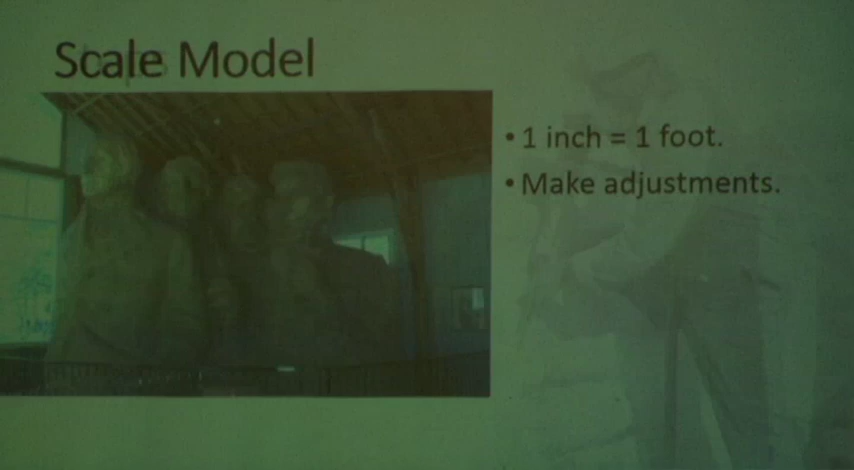 Scale Model
• 1 inch = 1 foot.
• Make adjustments.